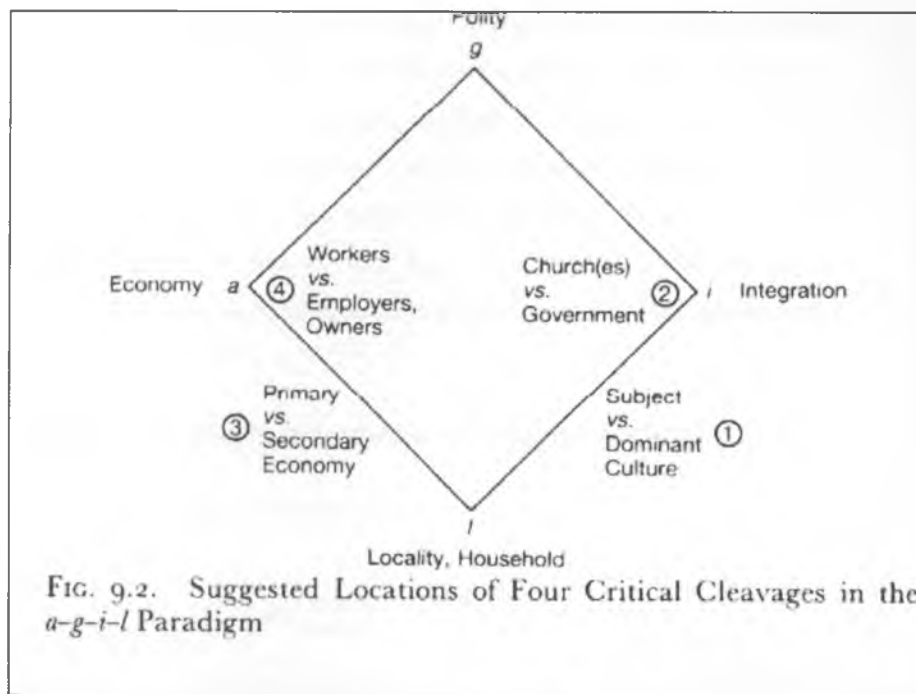 Polity
g
Economy a
④ Workers
vs.
Employers,
Owners
Church(es)
vs. ②
Government
i Integration
Primary
③ vs.
Secondary
Economy
Subject
vs. ①
Dominant
Culture
l
Locality, Household
FIG. 9.2. Suggested Locations of Four Critical Cleavages in the
a–g–i–l Paradigm